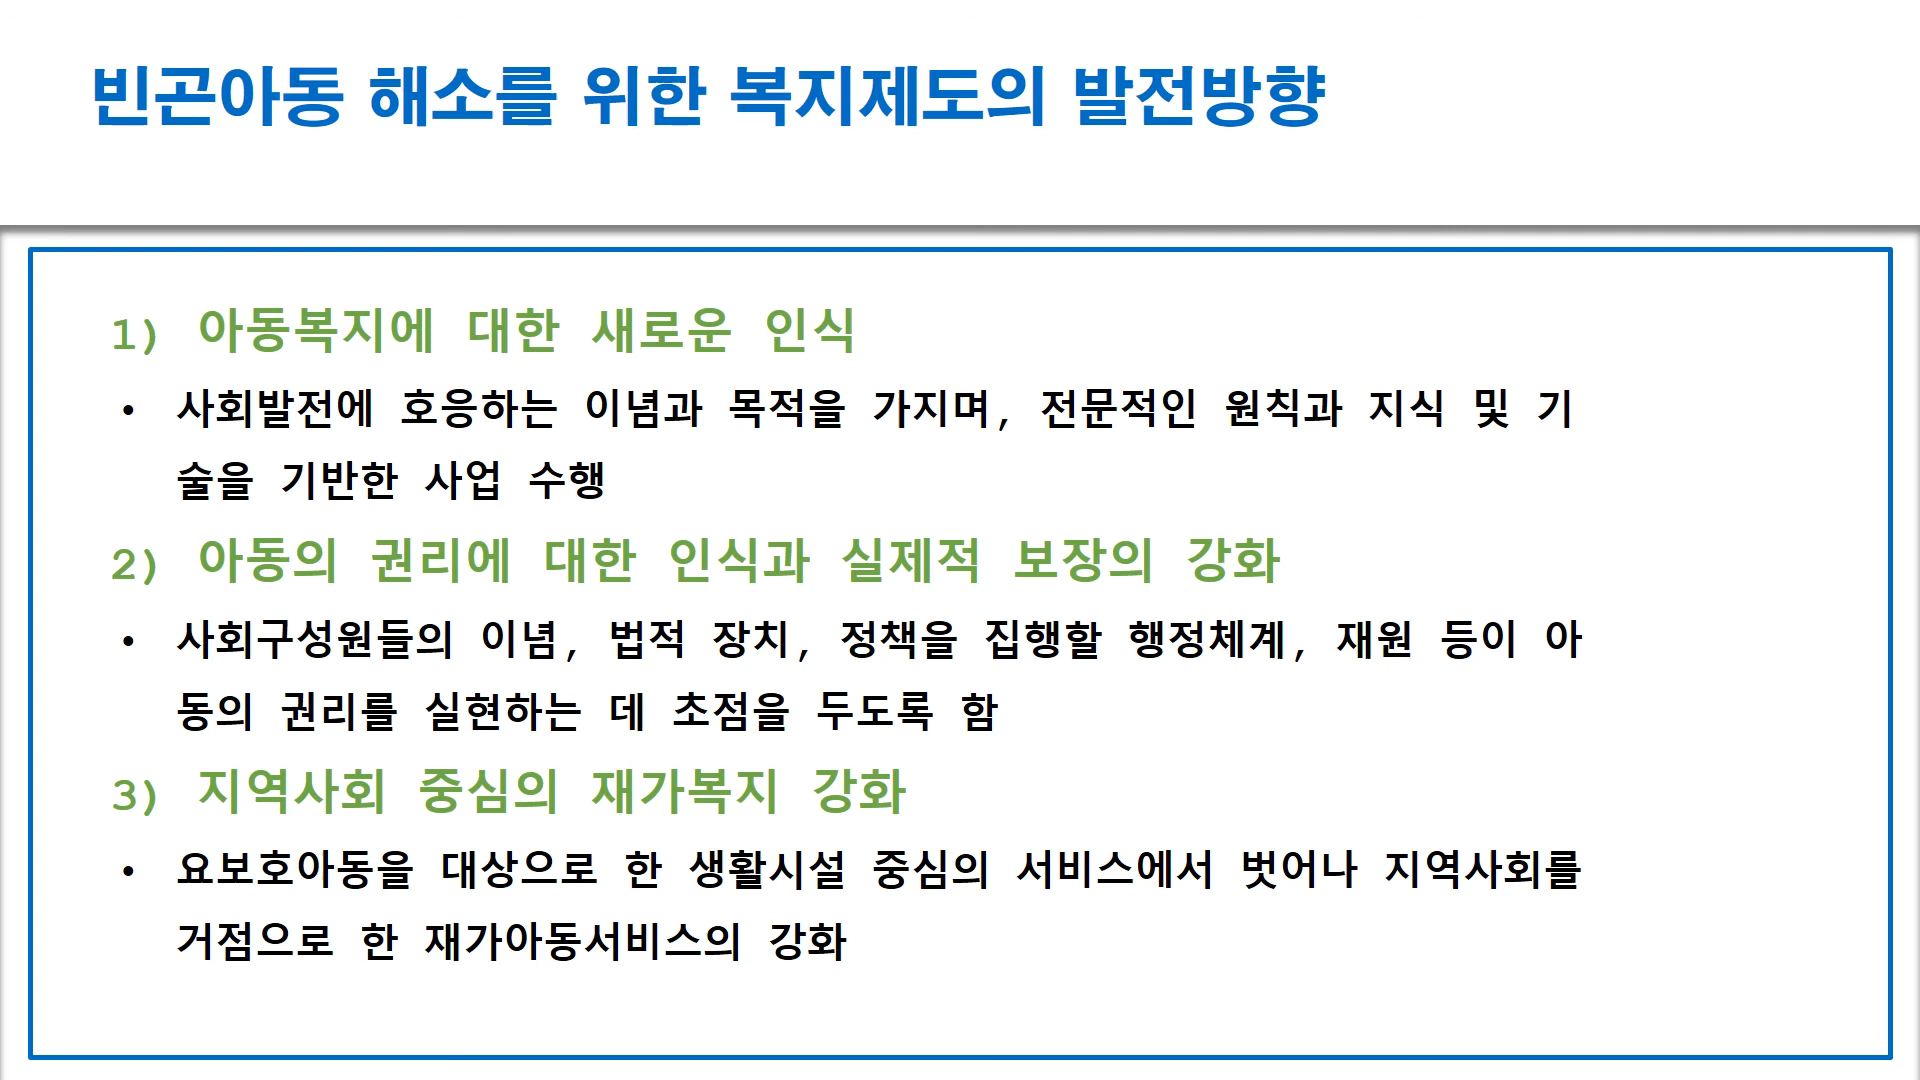 빈곤아동 해소를 위한 복지제도의 발전방향
1) 아동복지에 대한 새로운 인식
• 사회발전에 호응하는 이념과 목적을 가지며, 전문적인 원칙과 지식 및 기
술을 기반한 사업 수행
2) 아동의 권리에 대한 인식과 실제적 보장의 강화
• 사회구성원들의 이념, 법적 장치, 정책을 집행할 행정체계, 재원 등이 아
동의 권리를 실현하는 데 초점을 두도록 함
3) 지역사회 중심의 재가복지 강화
• 요보호아동을 대상으로 한 생활시설 중심의 서비스에서 벗어나 지역사회를
거점으로 한 재가아동서비스의 강화